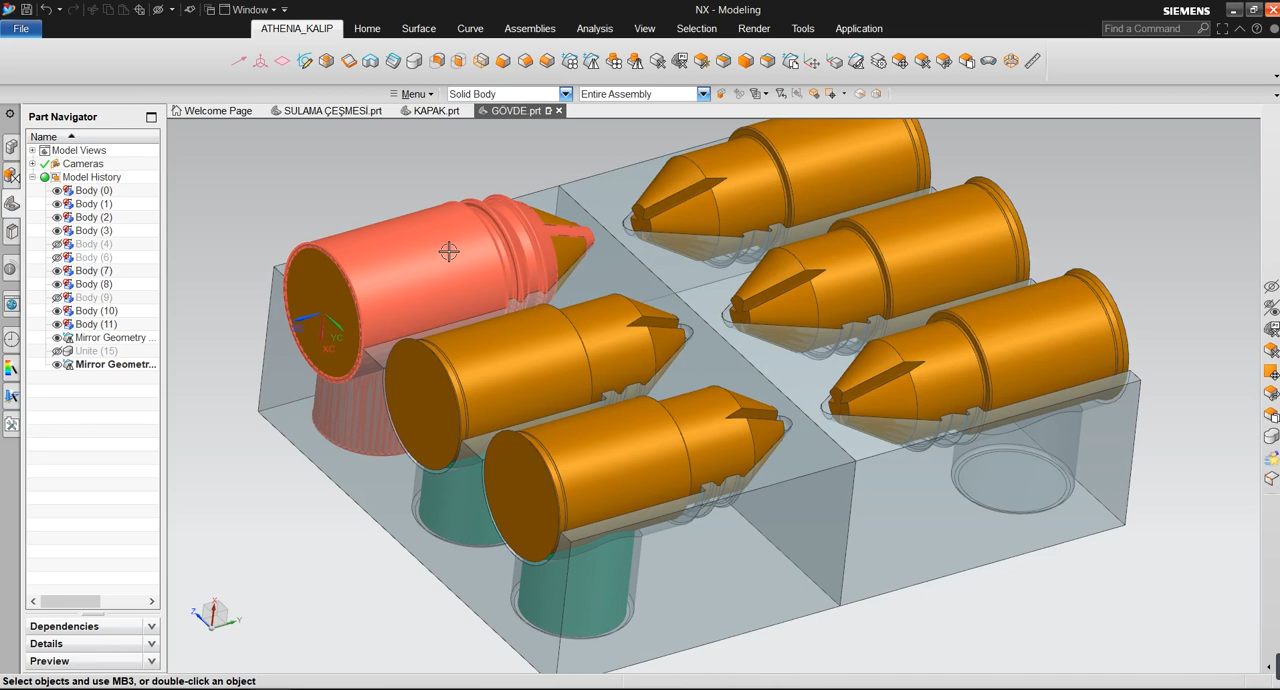 Window
NX - Modeling
SIEMENS
File
ATHENIA_KALIP
Home
Surface
Curve
Assemblies
Analysis
View
Selection
Render
Tools
Application
Find a Command
Menu
Solid Body
Entire Assembly
Part Navigator
Welcome Page
SULAMA ÇEŞMESİ.prt
KAPAK.prt
GÖVDE.prt
Name
Model Views
Cameras
Model History
Body (0)
Body (1)
Body (2)
Body (3)
Body (4)
Body (6)
Body (7)
Body (8)
Body (9)
Body (10)
Body (11)
Mirror Geometry ...
Unite (15)
Mirror Geometr...
YC
XC
Z
Y
Dependencies
Details
Preview
Select objects and use MB3, or double-click an object